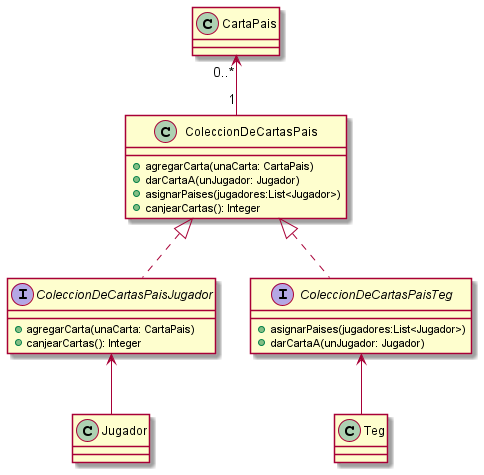 C CartaPais
0..*
1
C ColeccionDeCartasPais
agregarCarta(unaCarta: CartaPais)
darCartaA(unJugador: Jugador)
asignarPaises(jugadores:List<Jugador>)
canjearCartas(): Integer
I ColeccionDeCartasPaisJugador
agregarCarta(unaCarta: CartaPais)
canjearCartas(): Integer
I ColeccionDeCartasPaisTeg
asignarPaises(jugadores:List<Jugador>)
darCartaA(unJugador: Jugador)
C Jugador
C Teg